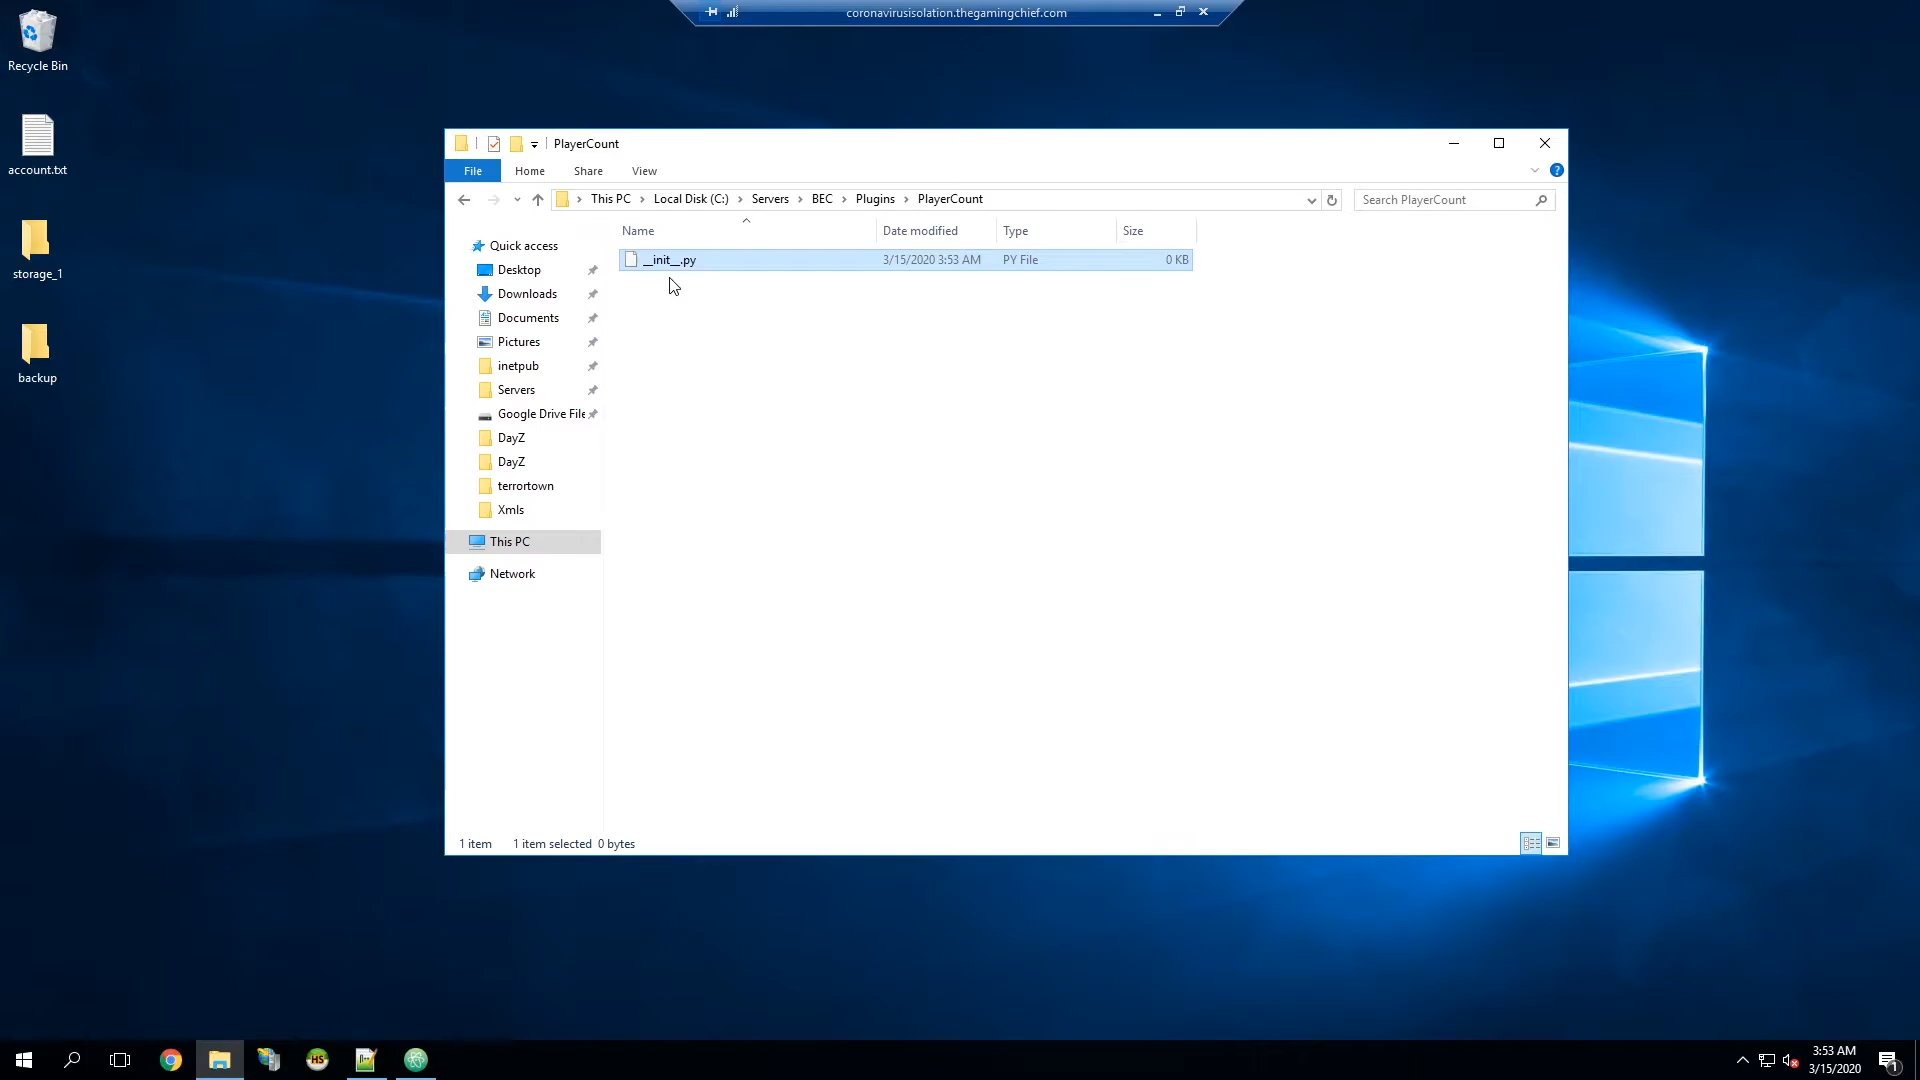 coronavirusisolation.thegamingchief.com
Recycle Bin
account.txt
storage_1
backup
PlayerCount
File Home Share View
This PC Local Disk (C:) Servers BEC Plugins PlayerCount
Search PlayerCount
Name Date modified Type Size
__init__.py 3/15/2020 3:53 AM PY File 0 KB
Quick access
Desktop
Downloads
Documents
Pictures
inetpub
Servers
Google Drive File
DayZ
DayZ
terrortown
Xmls
This PC
Network
1 item 1 item selected 0 bytes
HS
3:53 AM
3/15/2020
1